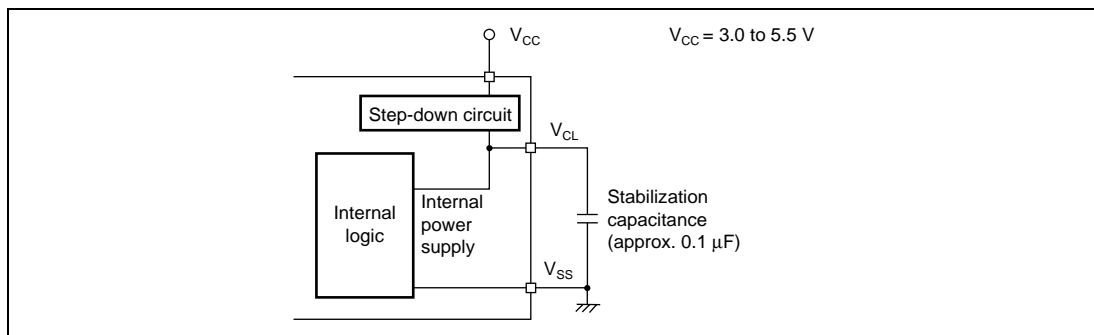 V_CC
V_CC = 3.0 to 5.5 V
Step-down circuit
V_CL
Internal
logic
Internal
power
supply
Stabilization
capacitance
(approx. 0.1 μF)
V_SS